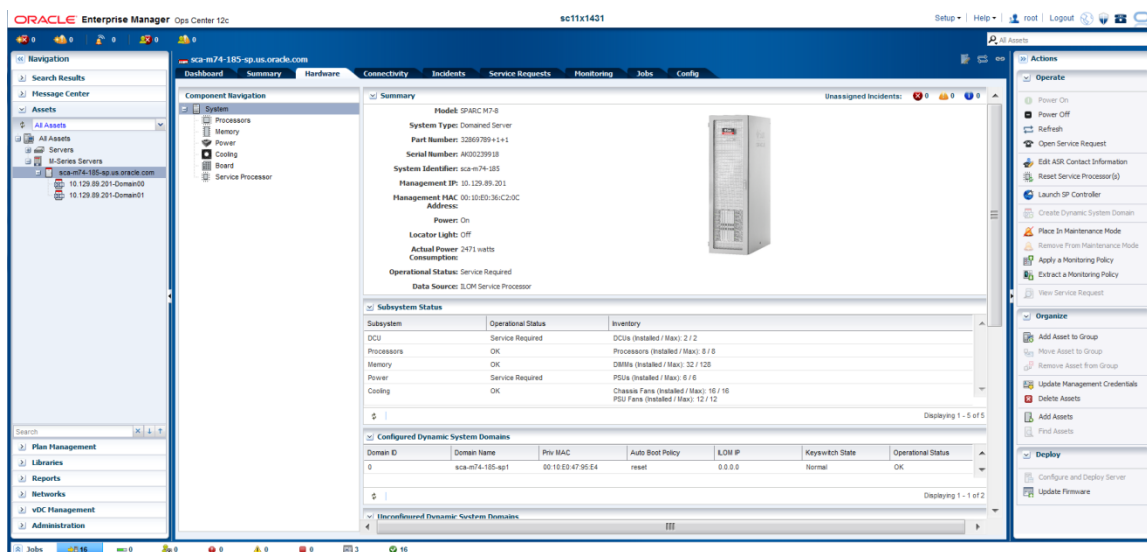 ORACLE Enterprise Manager Ops Center 12c
sc11x1431
Setup Help root Logout
0 0 0 0 0
All Assets
Navigation
Search Results
Message Center
Assets
All Assets
All Assets
Servers
M-Series Servers
sca-m74-185-sp.us.oracle.com
10.129.89.201-Domain00
10.129.89.201-Domain01
Search
Plan Management
Libraries
Reports
Networks
vDC Management
Administration
sca-m74-185-sp.us.oracle.com
Dashboard Summary Hardware Connectivity Incidents Service Requests Monitoring Jobs Config
Component Navigation
System
Processors
Memory
Power
Cooling
Board
Service Processor
Summary
Unassigned Incidents: 0 0 0
Model: SPARC M7-8
System Type: Domained Server
Part Number: 32869789+1+1
Serial Number: AK00239918
System Identifier: sca-m74-185
Management IP: 10.129.89.201
Management MAC Address: 00:10:E0:36:C2:0C
Power: On
Locator Light: Off
Actual Power Consumption: 2471 watts
Operational Status: Service Required
Data Source: ILOM Service Processor
Subsystem Status
Subsystem Operational Status Inventory
DCU Service Required DCUs (Installed / Max): 2 / 2
Processors OK Processors (Installed / Max): 8 / 8
Memory OK DIMMs (Installed / Max): 32 / 128
Power Service Required PSUs (Installed / Max): 6 / 6
Cooling OK Chassis Fans (Installed / Max): 16 / 16
PSU Fans (Installed / Max): 12 / 12
Displaying 1 - 5 of 5
Configured Dynamic System Domains
Domain ID Domain Name Priv MAC Auto Boot Policy ILOM IP Keyswitch State Operational Status
0 sca-m74-185-sp1 00:10:E0:47:95:E4 reset 0.0.0.0 Normal OK
Displaying 1 - 1 of 2
Unconfigured Dynamic System Domains
Actions
Operate
Power On
Power Off
Refresh
Open Service Request
Edit ASR Contact Information
Reset Service Processor(s)
Launch SP Controller
Create Dynamic System Domain
Place In Maintenance Mode
Remove From Maintenance Mode
Apply a Monitoring Policy
Extract a Monitoring Policy
View Service Request
Organize
Add Asset to Group
Move Asset to Group
Remove Asset from Group
Update Management Credentials
Delete Assets
Add Assets
Find Assets
Deploy
Configure and Deploy Server
Update Firmware
Jobs 16 0 0 0 0 0 3 16